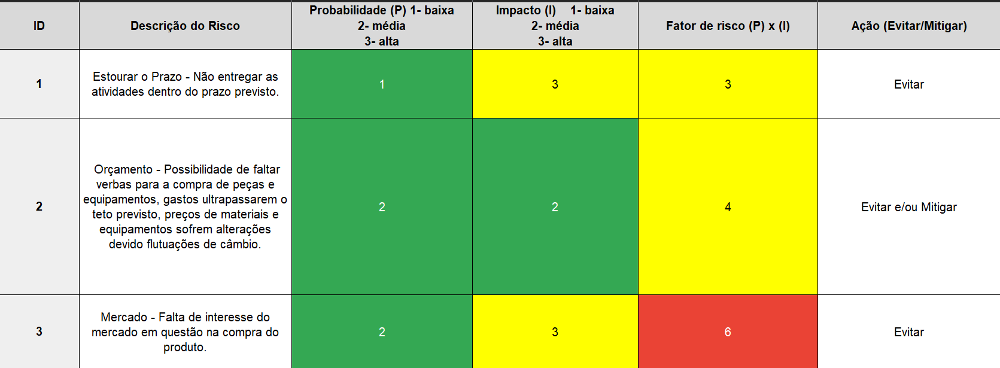 ID
Descrição do Risco
Probabilidade (P) 1- baixa
2- média
3- alta
Impacto (I) 1- baixa
2- média
3- alta
Fator de risco (P) x (I)
Ação (Evitar/Mitigar)
1
Estourar o Prazo - Não entregar as
atividades dentro do prazo previsto.
1
3
3
Evitar
2
Orçamento - Possibilidade de faltar
verbas para a compra de peças e
equipamentos, gastos ultrapassarem o
teto previsto, preços de materiais e
equipamentos sofrem alterações
devido flutuações de câmbio.
2
2
4
Evitar e/ou Mitigar
3
Mercado - Falta de interesse do
mercado em questão na compra do
produto.
2
3
6
Evitar